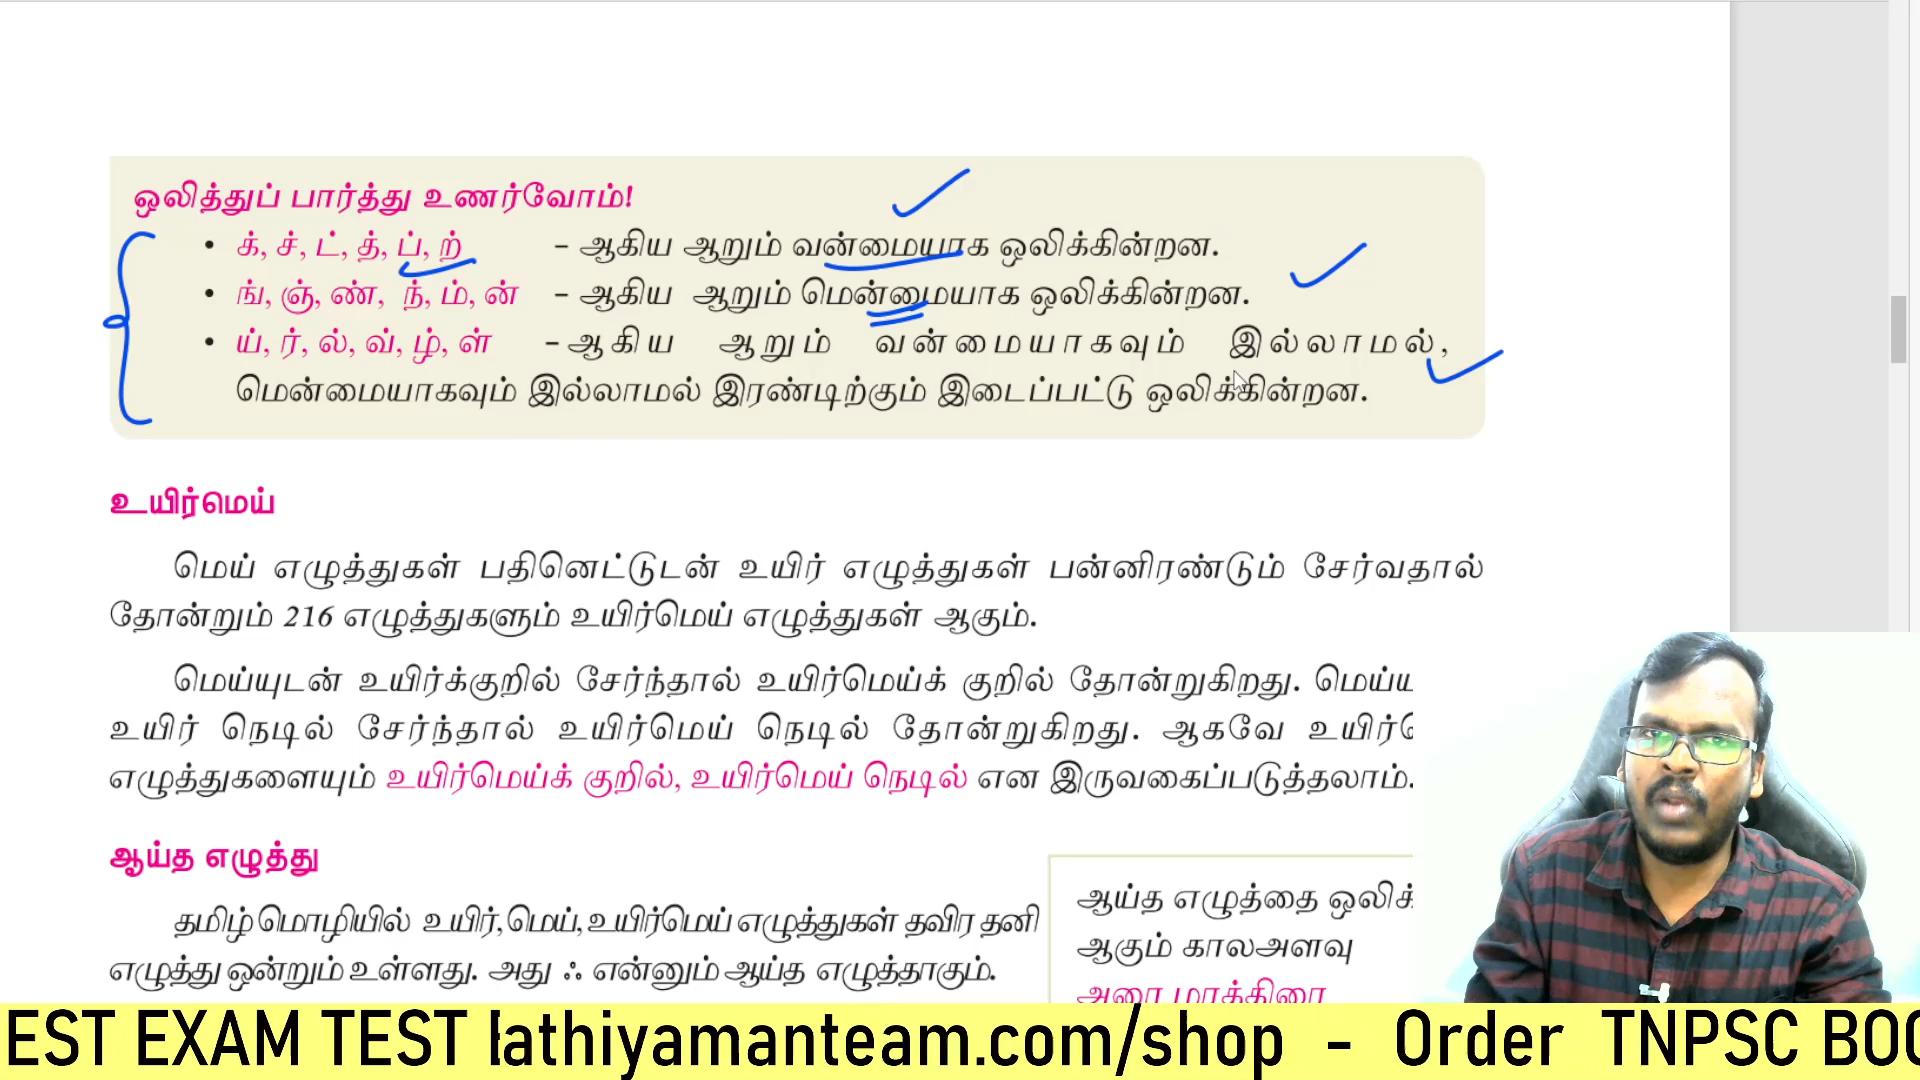 ஒலித்துப் பார்த்து உணர்வோம்!
• க், ச், ட், த், ப், ற் – ஆகிய ஆறும் வன்மையாக ஒலிக்கின்றன.
• ங், ஞ், ண், ந், ம், ன் – ஆகிய ஆறும் மென்மையாக ஒலிக்கின்றன.
• ய், ர், ல், வ், ழ், ள் – ஆகிய ஆறும் வன்மையாகவும் இல்லாமல்,
மென்மையாகவும் இல்லாமல் இரண்டிற்கும் இடைப்பட்டு ஒலிக்கின்றன.
உயிர்மெய்
மெய் எழுத்துகள் பதினெட்டுடன் உயிர் எழுத்துகள் பன்னிரண்டும் சேர்வதால்
தோன்றும் 216 எழுத்துகளும் உயிர்மெய் எழுத்துகள் ஆகும்.
மெய்யுடன் உயிர்க்குறில் சேர்ந்தால் உயிர்மெய்க் குறில் தோன்றுகிறது.
உயிர் நெடில் சேர்ந்தால் உயிர்மெய் நெடில் தோன்றுகிறது. ஆகவே
எழுத்துகளையும் உயிர்மெய்க் குறில், உயிர்மெய் நெடில் என இருவகைப்படுத்தலாம்.
ஆய்த எழுத்து
தமிழ் மொழியில் உயிர், மெய், உயிர்மெய் எழுத்துகள் தவிர தனி
எழுத்து ஒன்றும் உள்ளது. அது ஃ என்னும் ஆய்த எழுத்தாகும்.
ஆய்த எழுத்தை
ஆகும் காலஅளவு
அரை மாத்திரை
EST EXAM TEST athiyamanteam.com/shop - Order TNPSC BOO